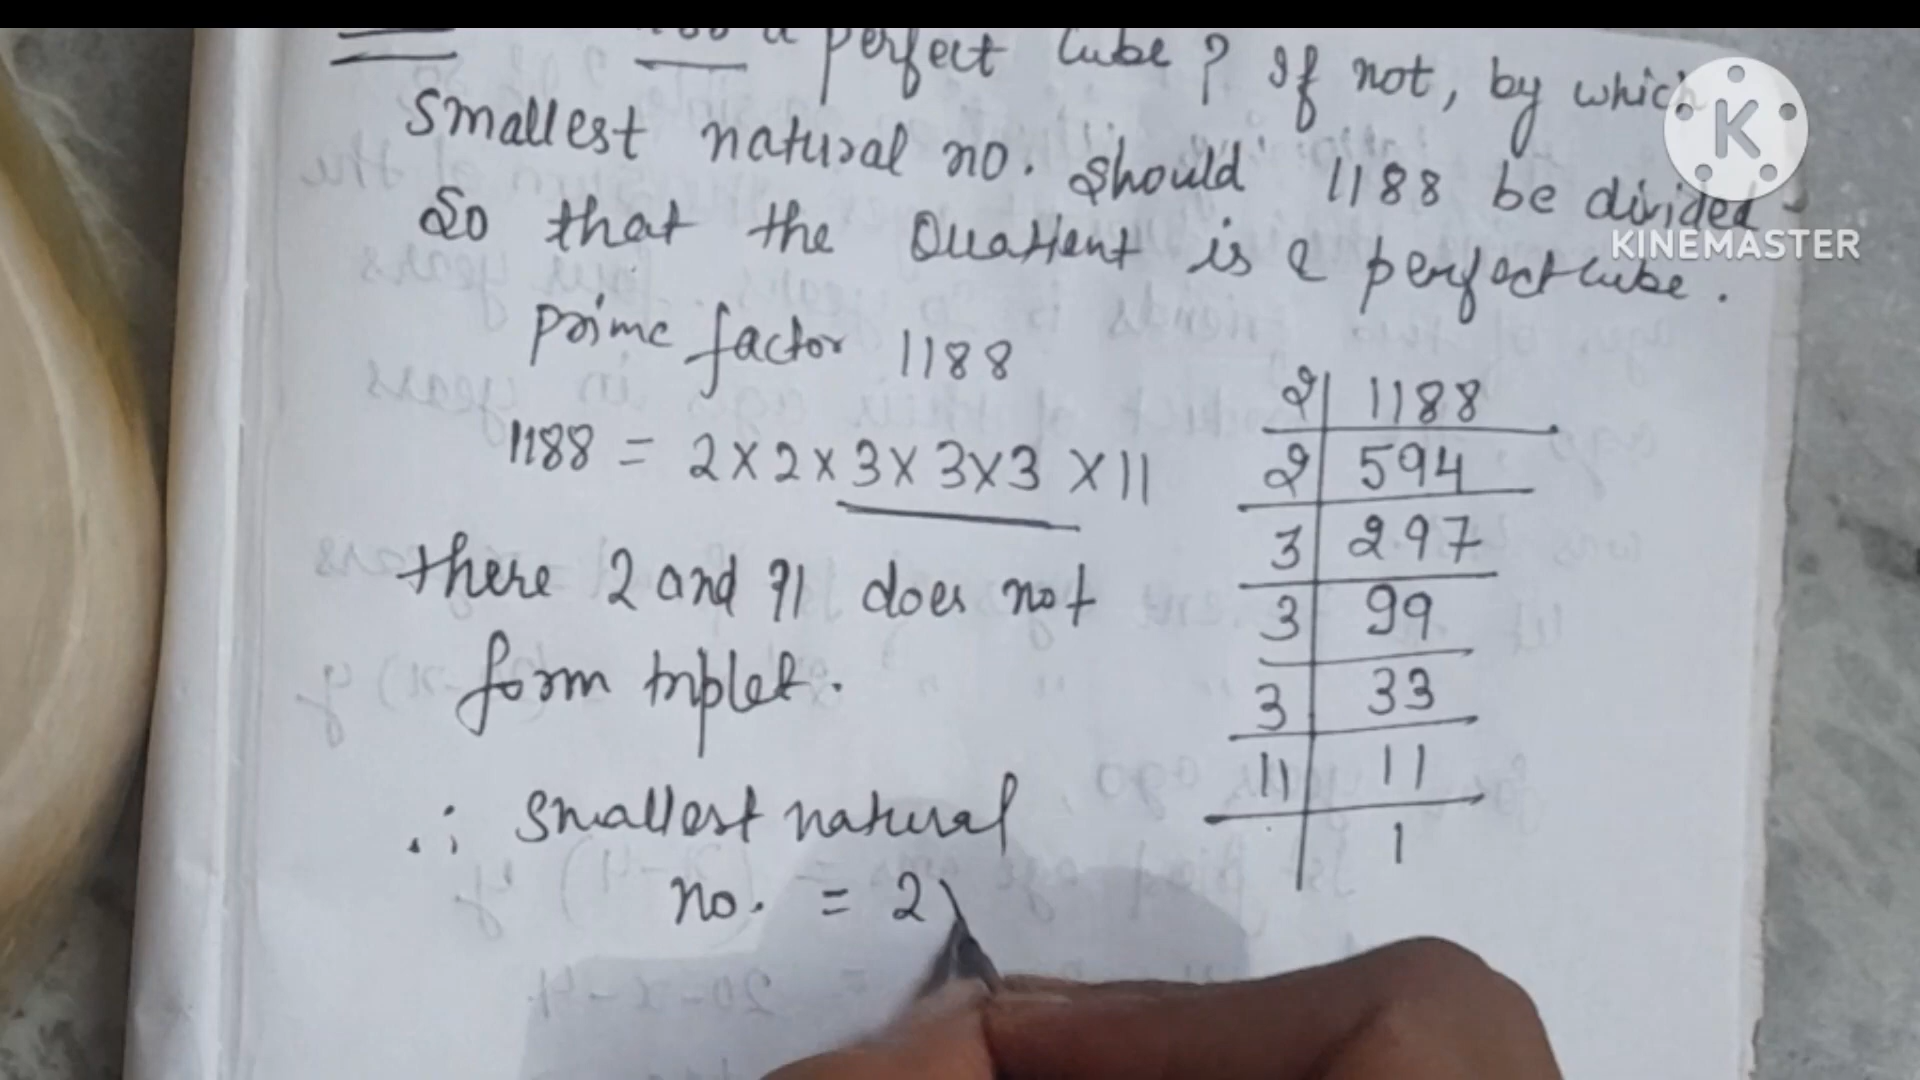 a perfect cube ? If not, by which
Smallest natural no. should 1188 be divided
So that the Quatient is a perfect cube.
prime factor 1188
1188 = 2 x 2 x 3 x 3 x 3 x 11
there 2 and 11 does not
form triplet.
∴ Smallest natural
no. = 2
2 | 1188
2 | 594
3 | 297
3 | 99
3 | 33
11 | 11
1
K
KINEMASTER